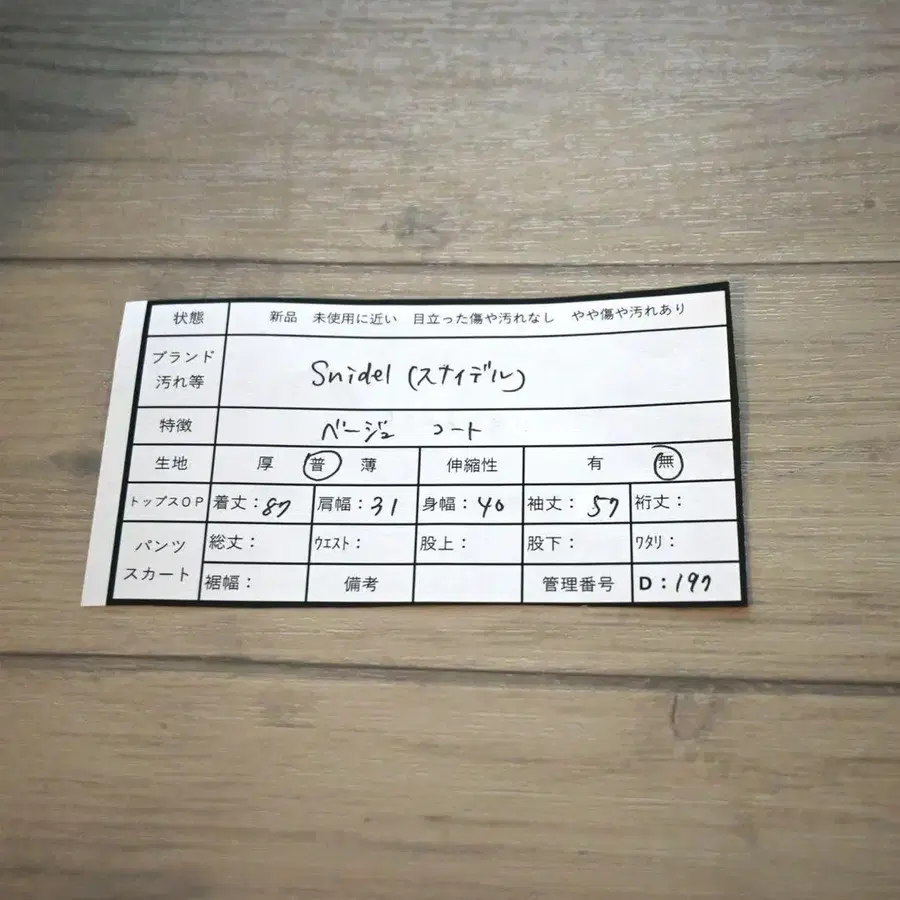 状態 新品 未使用に近い 目立った傷や汚れなし やや傷や汚れあり
ブランド
汚れ等 Snidel (スナイデル)
特徴 ベージュ コート
生地 厚 普 薄 伸縮性 有 無
トップスOP 着丈:87 肩幅:31 身幅:40 袖丈:57 裄丈:
パンツ
スカート 総丈: ウエスト: 股上: 股下: ワタリ:
裾幅: 備考 管理番号 D:197